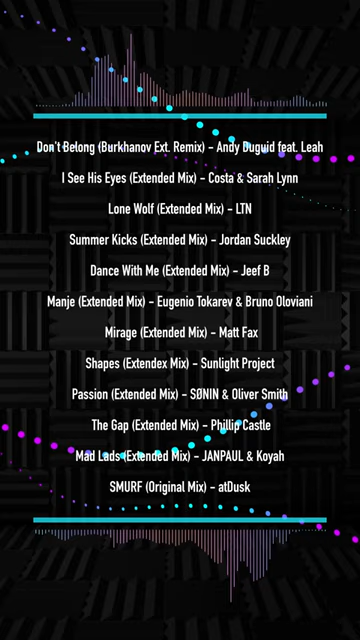 Don't Belong (Burkhanov Ext. Remix) - Andy Duguid feat. Leah
I See His Eyes (Extended Mix) - Costa & Sarah Lynn
Lone Wolf (Extended Mix) - LTN
Summer Kicks (Extended Mix) - Jordan Suckley
Dance With Me (Extended Mix) - Jeef B
Manje (Extended Mix) - Eugenio Tokarev & Bruno Oloviani
Mirage (Extended Mix) - Matt Fax
Shapes (Extendex Mix) - Sunlight Project
Passion (Extended Mix) - SØNIN & Oliver Smith
The Gap (Extended Mix) - Phillip Castle
Mad Lads (Extended Mix) - JANPAUL & Koyah
SMURF (Original Mix) - atDusk